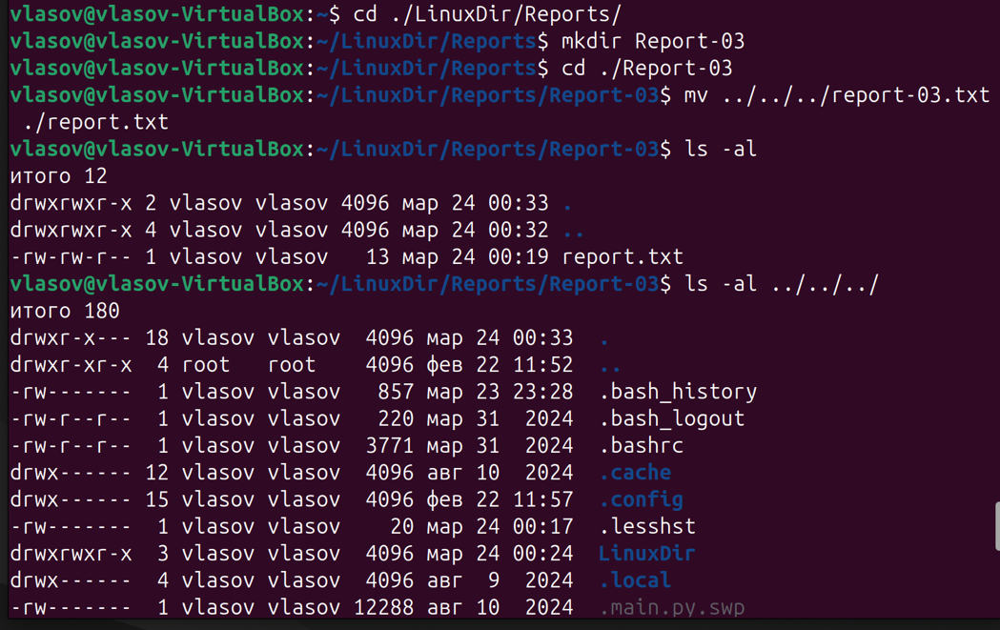 vlasov@vlasov-VirtualBox:~$ cd ./LinuxDir/Reports/
vlasov@vlasov-VirtualBox:~/LinuxDir/Reports$ mkdir Report-03
vlasov@vlasov-VirtualBox:~/LinuxDir/Reports$ cd ./Report-03
vlasov@vlasov-VirtualBox:~/LinuxDir/Reports/Report-03$ mv ../../../report-03.txt
 ./report.txt
vlasov@vlasov-VirtualBox:~/LinuxDir/Reports/Report-03$ ls -al
итого 12
drwxrwxr-x 2 vlasov vlasov 4096 мар 24 00:33 .
drwxrwxr-x 4 vlasov vlasov 4096 мар 24 00:32 ..
-rw-rw-r-- 1 vlasov vlasov   13 мар 24 00:19 report.txt
vlasov@vlasov-VirtualBox:~/LinuxDir/Reports/Report-03$ ls -al ../../../
итого 180
drwxr-x--- 18 vlasov vlasov  4096 мар 24 00:33  .
drwxr-xr-x  4 root   root    4096 фев 22 11:52  ..
-rw-------  1 vlasov vlasov   857 мар 23 23:28  .bash_history
-rw-r--r--  1 vlasov vlasov   220 мар 31  2024  .bash_logout
-rw-r--r--  1 vlasov vlasov  3771 мар 31  2024  .bashrc
drwx------ 12 vlasov vlasov  4096 авг 10  2024  .cache
drwx------ 15 vlasov vlasov  4096 фев 22 11:57  .config
-rw-------  1 vlasov vlasov    20 мар 24 00:17  .lesshst
drwxrwxr-x  3 vlasov vlasov  4096 мар 24 00:24  LinuxDir
drwx------  4 vlasov vlasov  4096 авг  9  2024  .local
-rw-------  1 vlasov vlasov 12288 авг 10  2024  .main.py.swp